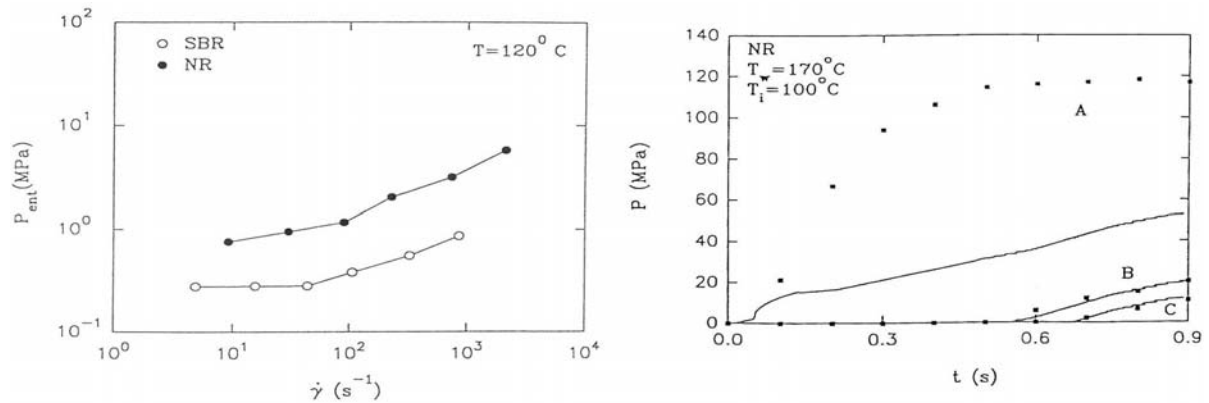 10²
10¹
10⁰
10⁻¹
P_ent(MPa)
SBR
NR
T=120⁰ C
10⁰
10¹
10²
10³
10⁴
γ̇ (s⁻¹)
140
120
100
80
60
40
20
0
P (MPa)
NR
T_w=170°C
T_i=100°C
A
B
C
0.0
0.3
0.6
0.9
t (s)